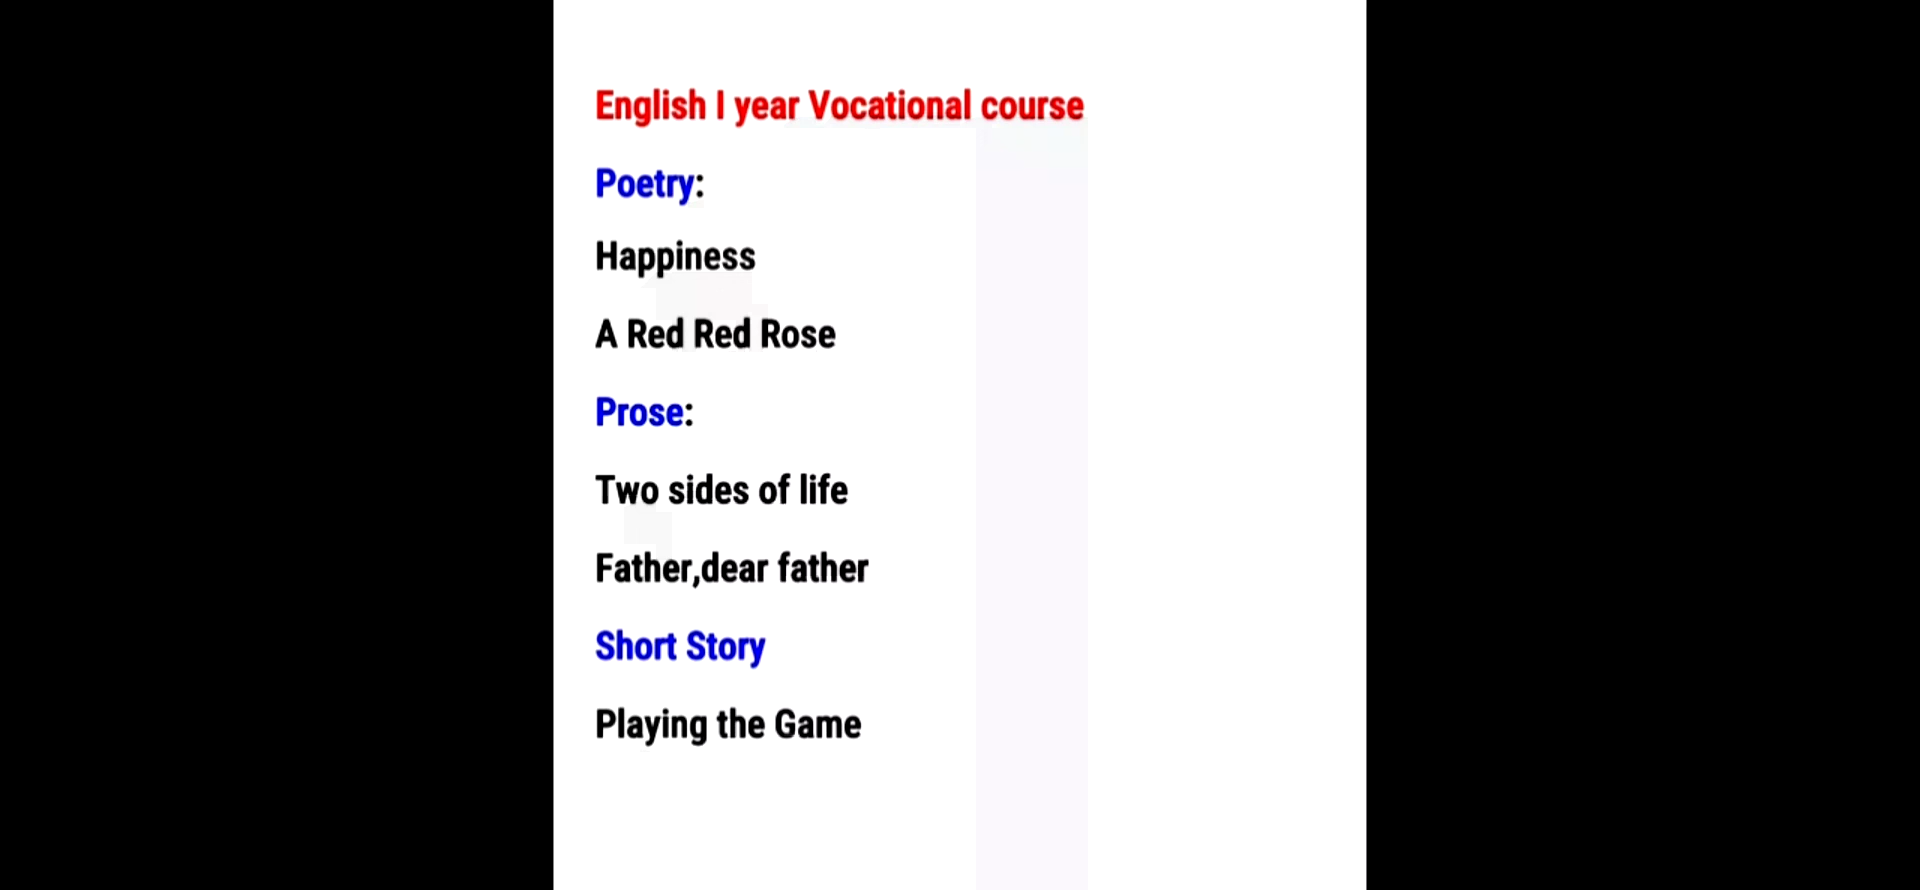 English I year Vocational course
Poetry:
Happiness
A Red Red Rose
Prose:
Two sides of life
Father,dear father
Short Story
Playing the Game